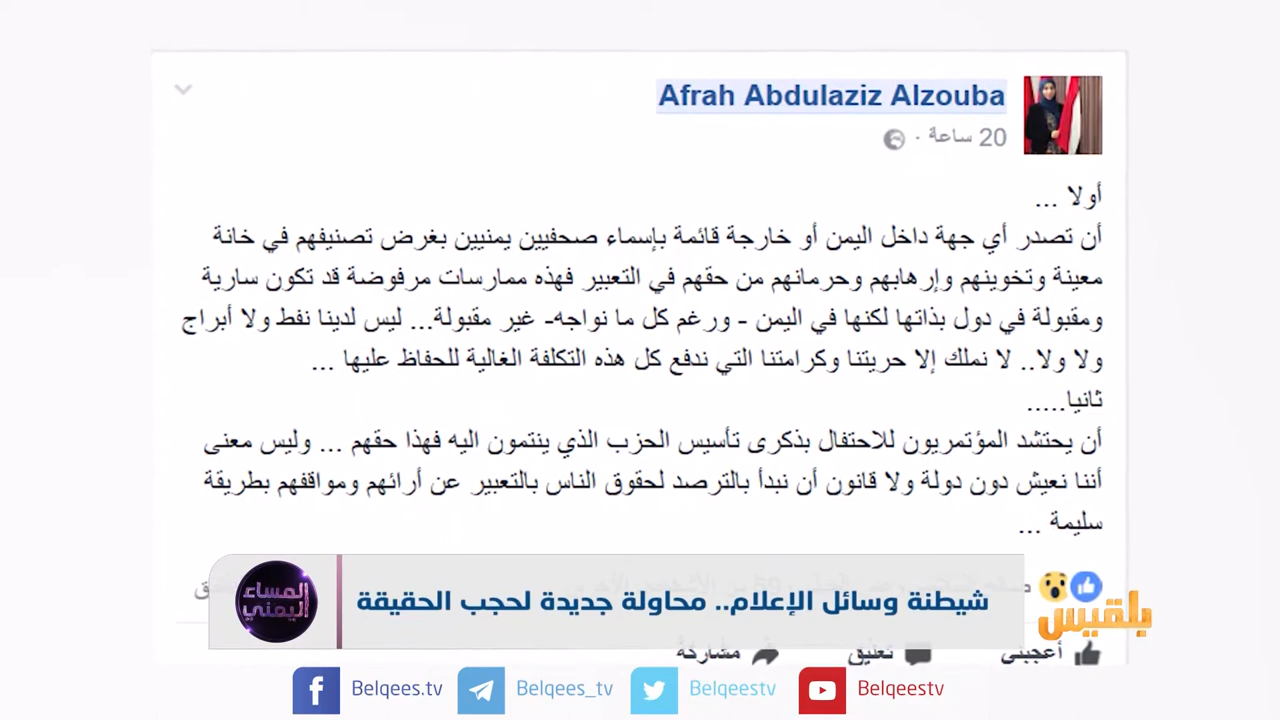 Afrah Abdulaziz Alzouba
20 ساعة ·
أولا ...
أن تصدر أي جهة داخل اليمن أو خارجة قائمة بإسماء صحفيين يمنيين بغرض تصنيفهم في خانة
معينة وتخوينهم وإرهابهم وحرمانهم من حقهم في التعبير فهذه ممارسات مرفوضة قد تكون سارية
ومقبولة في دول بذاتها لكنها في اليمن - ورغم كل ما نواجه- غير مقبولة... ليس لدينا نفط ولا أبراج
ولا ولا.. لا نملك إلا حريتنا وكرامتنا التي ندفع كل هذه التكلفة الغالية للحفاظ عليها ...
ثانيا.....
أن يحتشد المؤتمريون للاحتفال بذكرى تأسيس الحزب الذي ينتمون اليه فهذا حقهم ... وليس معنى
أننا نعيش دون دولة ولا قانون أن نبدأ بالترصد لحقوق الناس بالتعبير عن أرائهم ومواقفهم بطريقة
سليمة ...
المساء
اليمني
شيطنة وسائل الإعلام.. محاولة جديدة لحجب الحقيقة
بلقيس
أعجبني تعليق مشاركة
Belqees.tv Belqees_tv Belqeestv Belqeestv